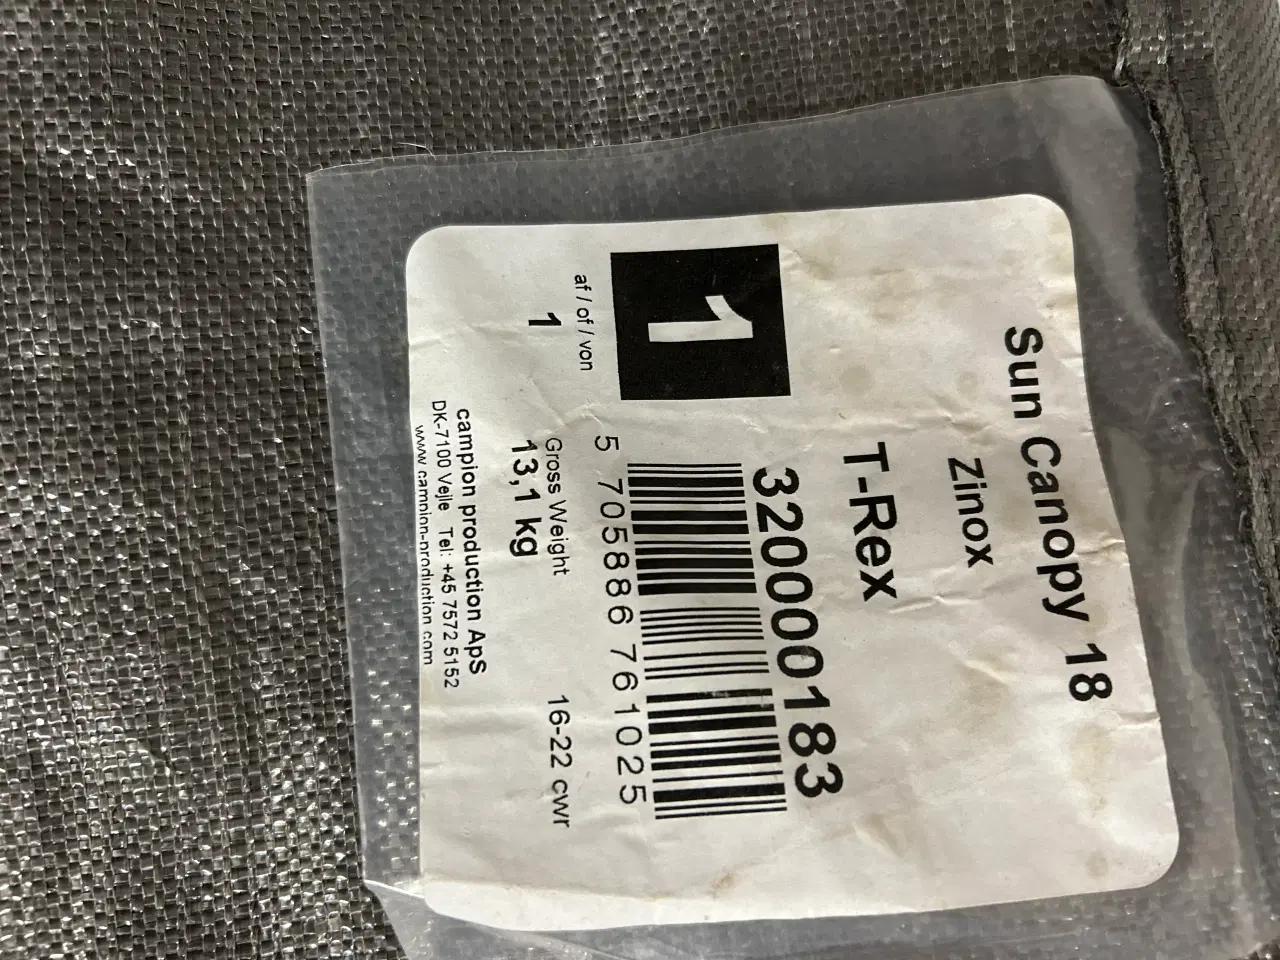 Sun Canopy 18
Zinox
T-Rex
3200000183
1
af / of / von
1
5 705886 761025
Gross Weight
13,1 kg
16-22 cwr
campion production ApS
DK-7100 Vejle Tel: +45 7572 5152
www.campion-production.com